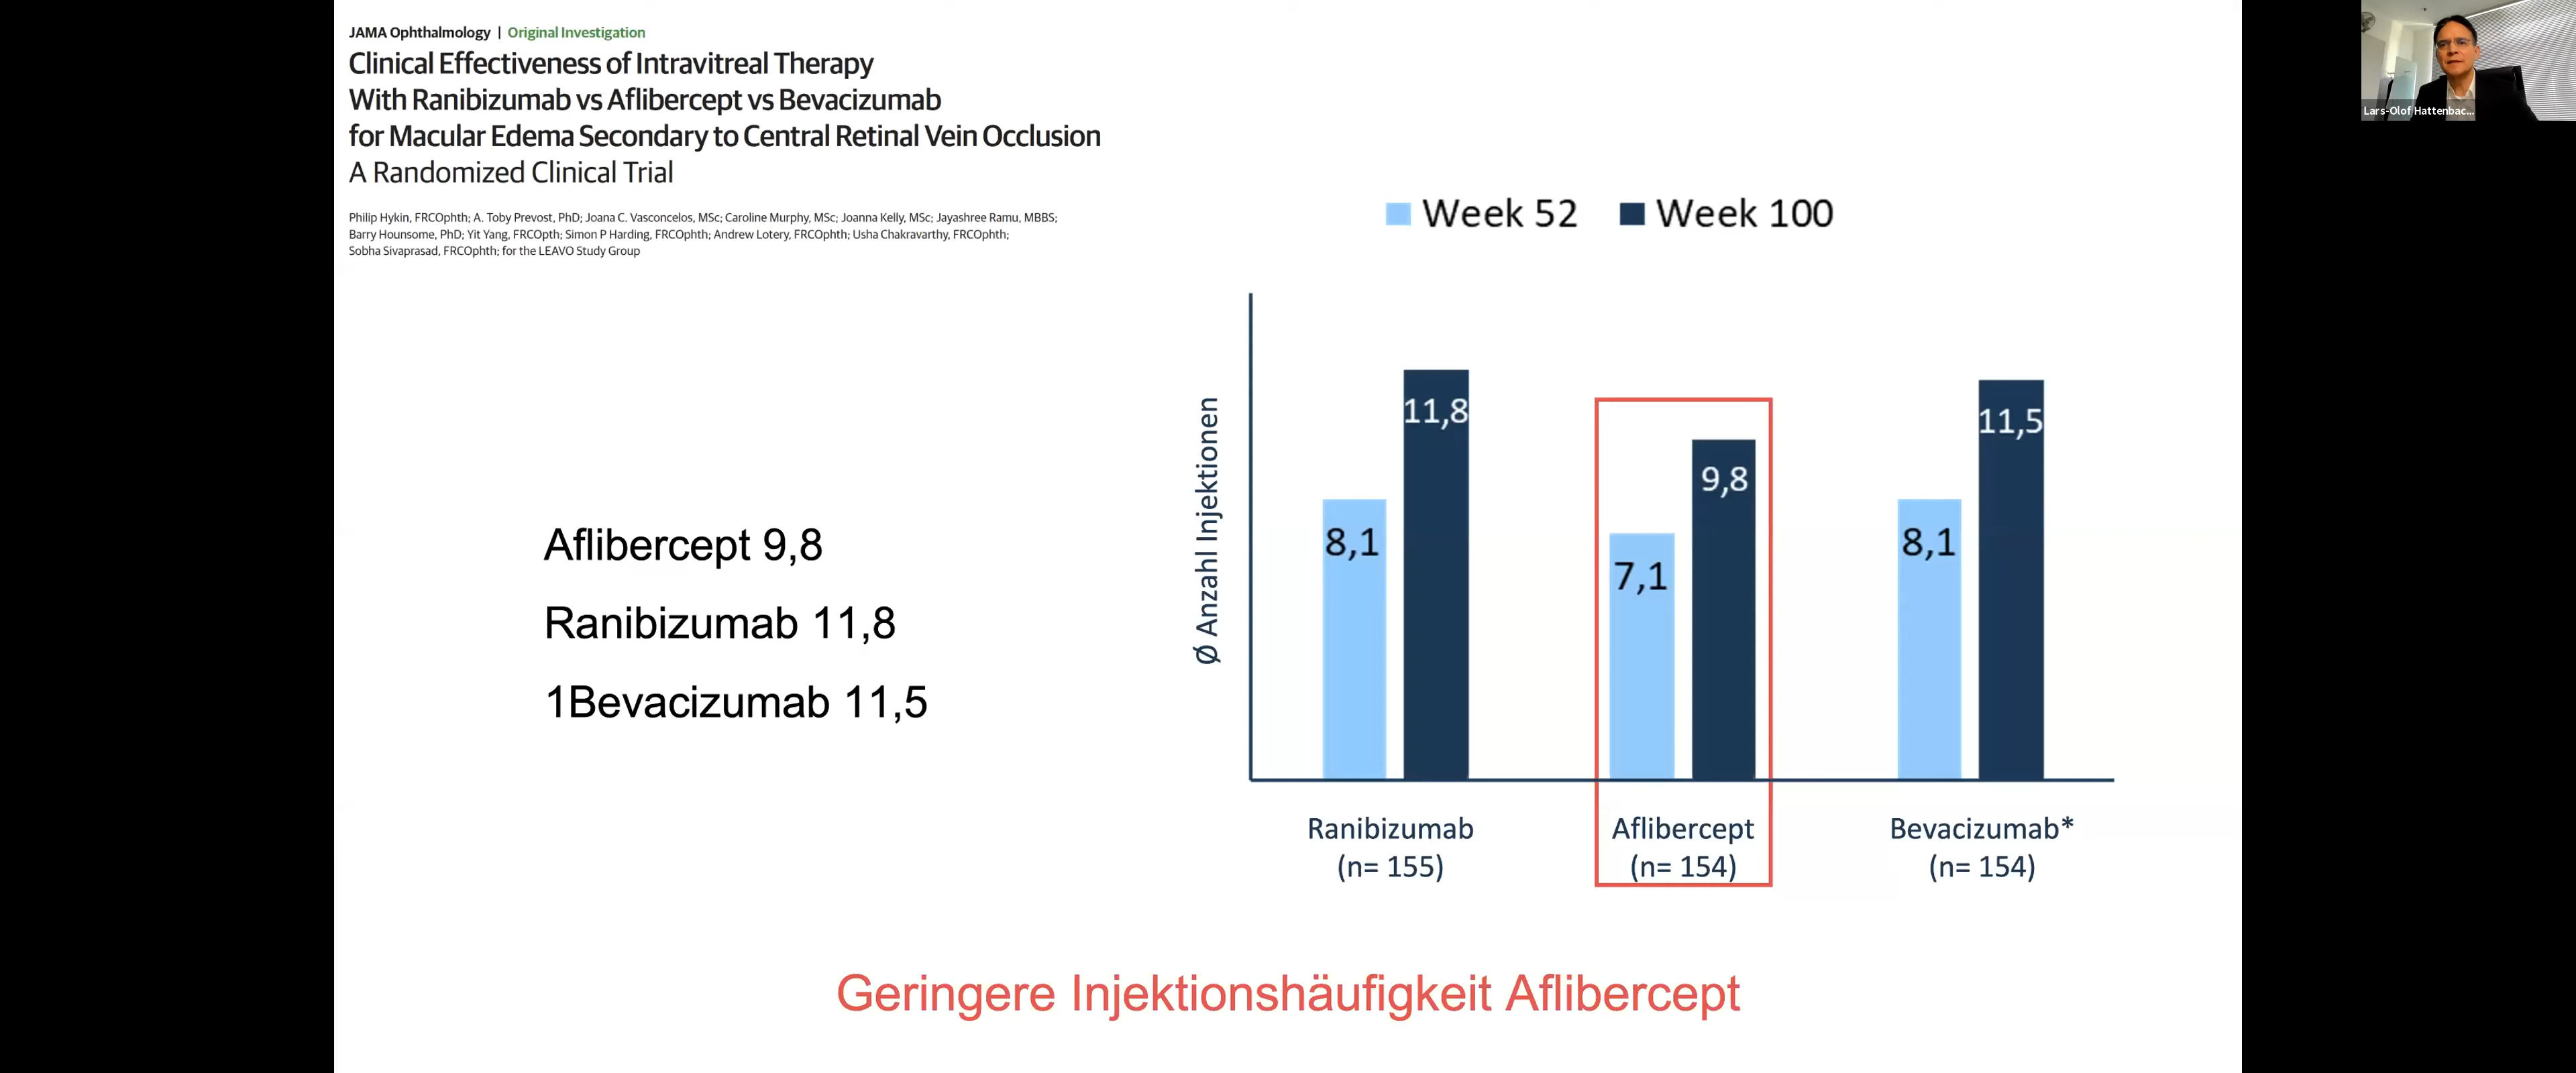 JAMA Ophthalmology | Original Investigation
Clinical Effectiveness of Intravitreal Therapy
With Ranibizumab vs Aflibercept vs Bevacizumab
for Macular Edema Secondary to Central Retinal Vein Occlusion
A Randomized Clinical Trial
Philip Hykin, FRCOphth; A. Toby Prevost, PhD; Joana C. Vasconcelos, MSc; Caroline Murphy, MSc; Joanna Kelly, MSc; Jayashree Ramu, MBBS;
Barry Hounsome, PhD; Yit Yang, FRCOpth; Simon P Harding, FRCOphth; Andrew Lotery, FRCOphth; Usha Chakravarthy, FRCOphth;
Sobha Sivaprasad, FRCOphth; for the LEAVO Study Group
Lars-Olof Hattenbac...
Aflibercept 9,8
Ranibizumab 11,8
1Bevacizumab 11,5
Week 52 Week 100
Ø Anzahl Injektionen
8,1 11,8 7,1 9,8 8,1 11,5
Ranibizumab Aflibercept Bevacizumab*
(n= 155) (n= 154) (n= 154)
Geringere Injektionshäufigkeit Aflibercept